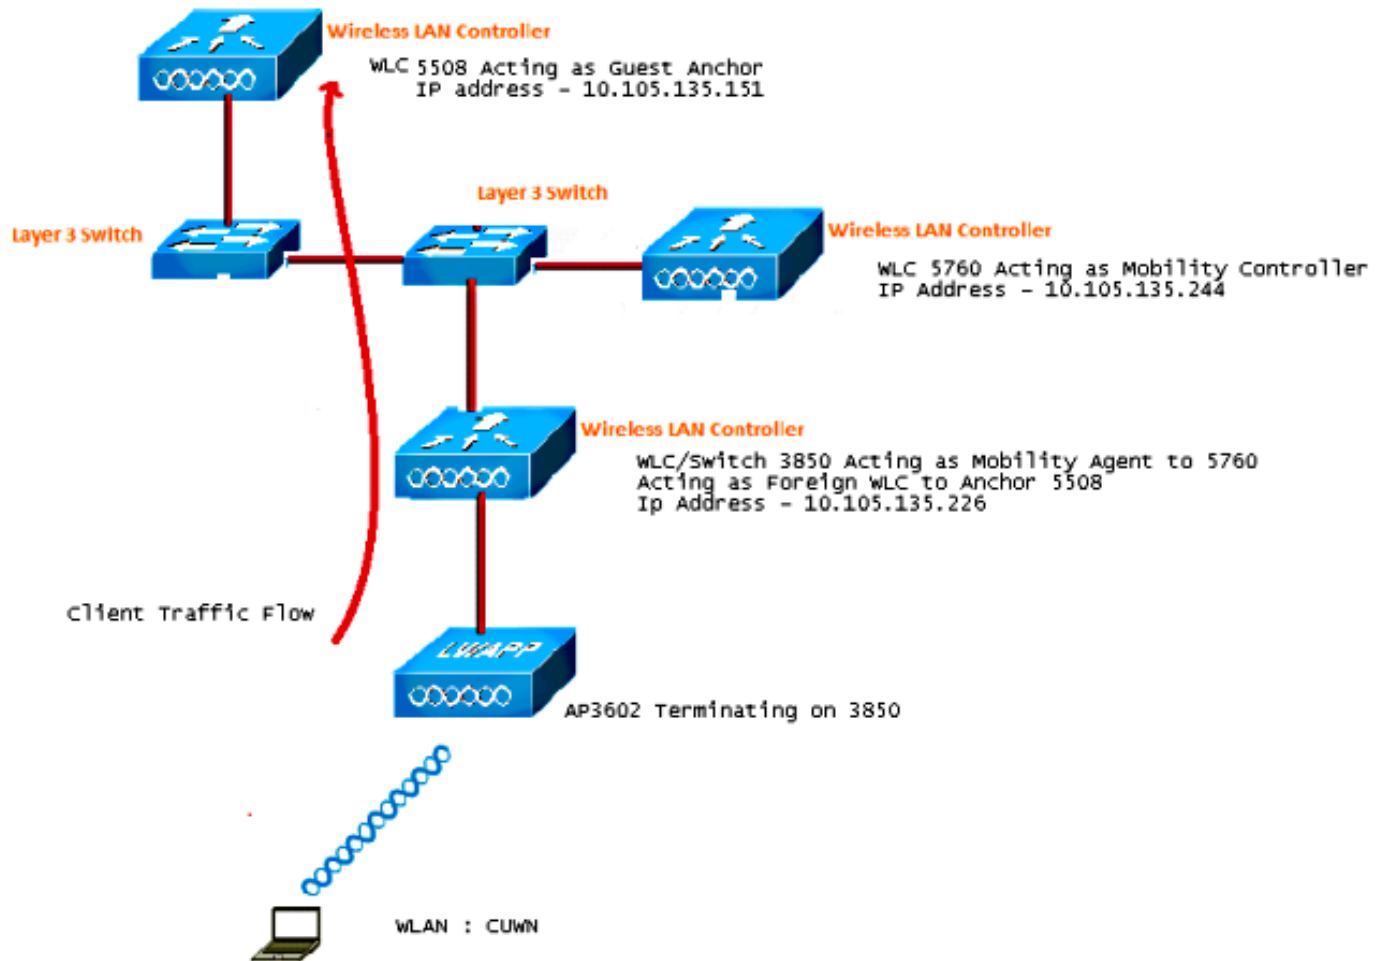 Wireless LAN Controller
WLC 5508 Acting as Guest Anchor
IP address - 10.105.135.151
Layer 3 Switch
Layer 3 Switch
Wireless LAN Controller
WLC 5760 Acting as Mobility Controller
IP Address - 10.105.135.244
Wireless LAN Controller
WLC/Switch 3850 Acting as Mobility Agent to 5760
Acting as Foreign WLC to Anchor 5508
Ip Address - 10.105.135.226
Client Traffic Flow
LWAPP
AP3602 Terminating on 3850
WLAN : CUWN